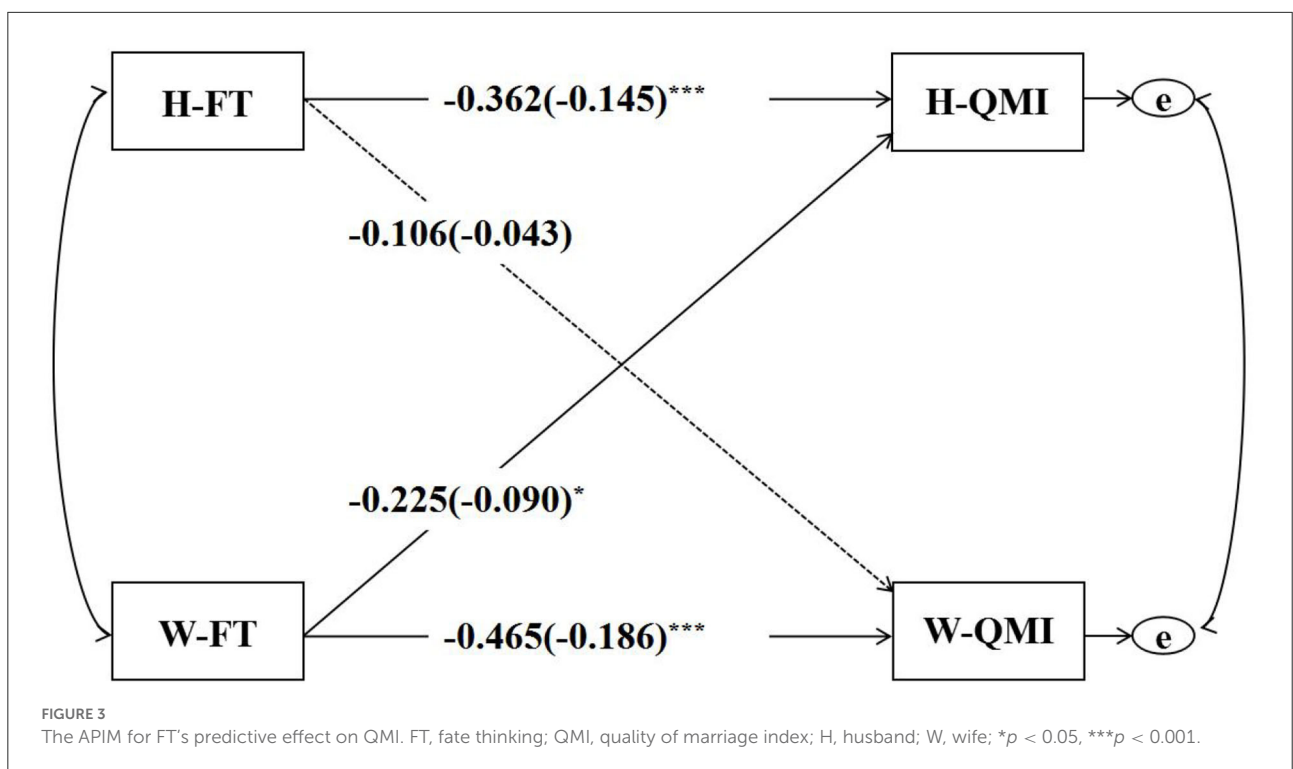 H-FT
-0.362(-0.145)***
H-QMI
e
-0.106(-0.043)
-0.225(-0.090)*
W-FT
-0.465(-0.186)***
W-QMI
e
FIGURE 3
The APIM for FT's predictive effect on QMI. FT, fate thinking; QMI, quality of marriage index; H, husband; W, wife; *p < 0.05, ***p < 0.001.